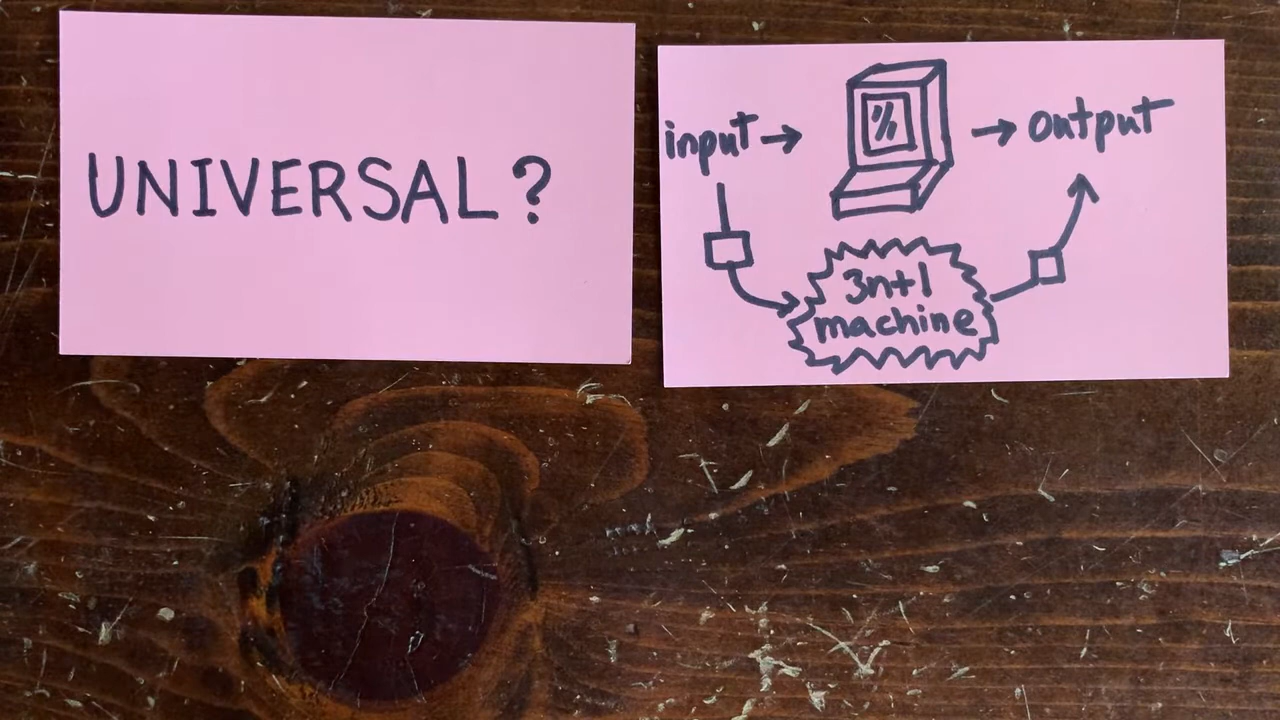 UNIVERSAL?
input → → output
3n+1
machine